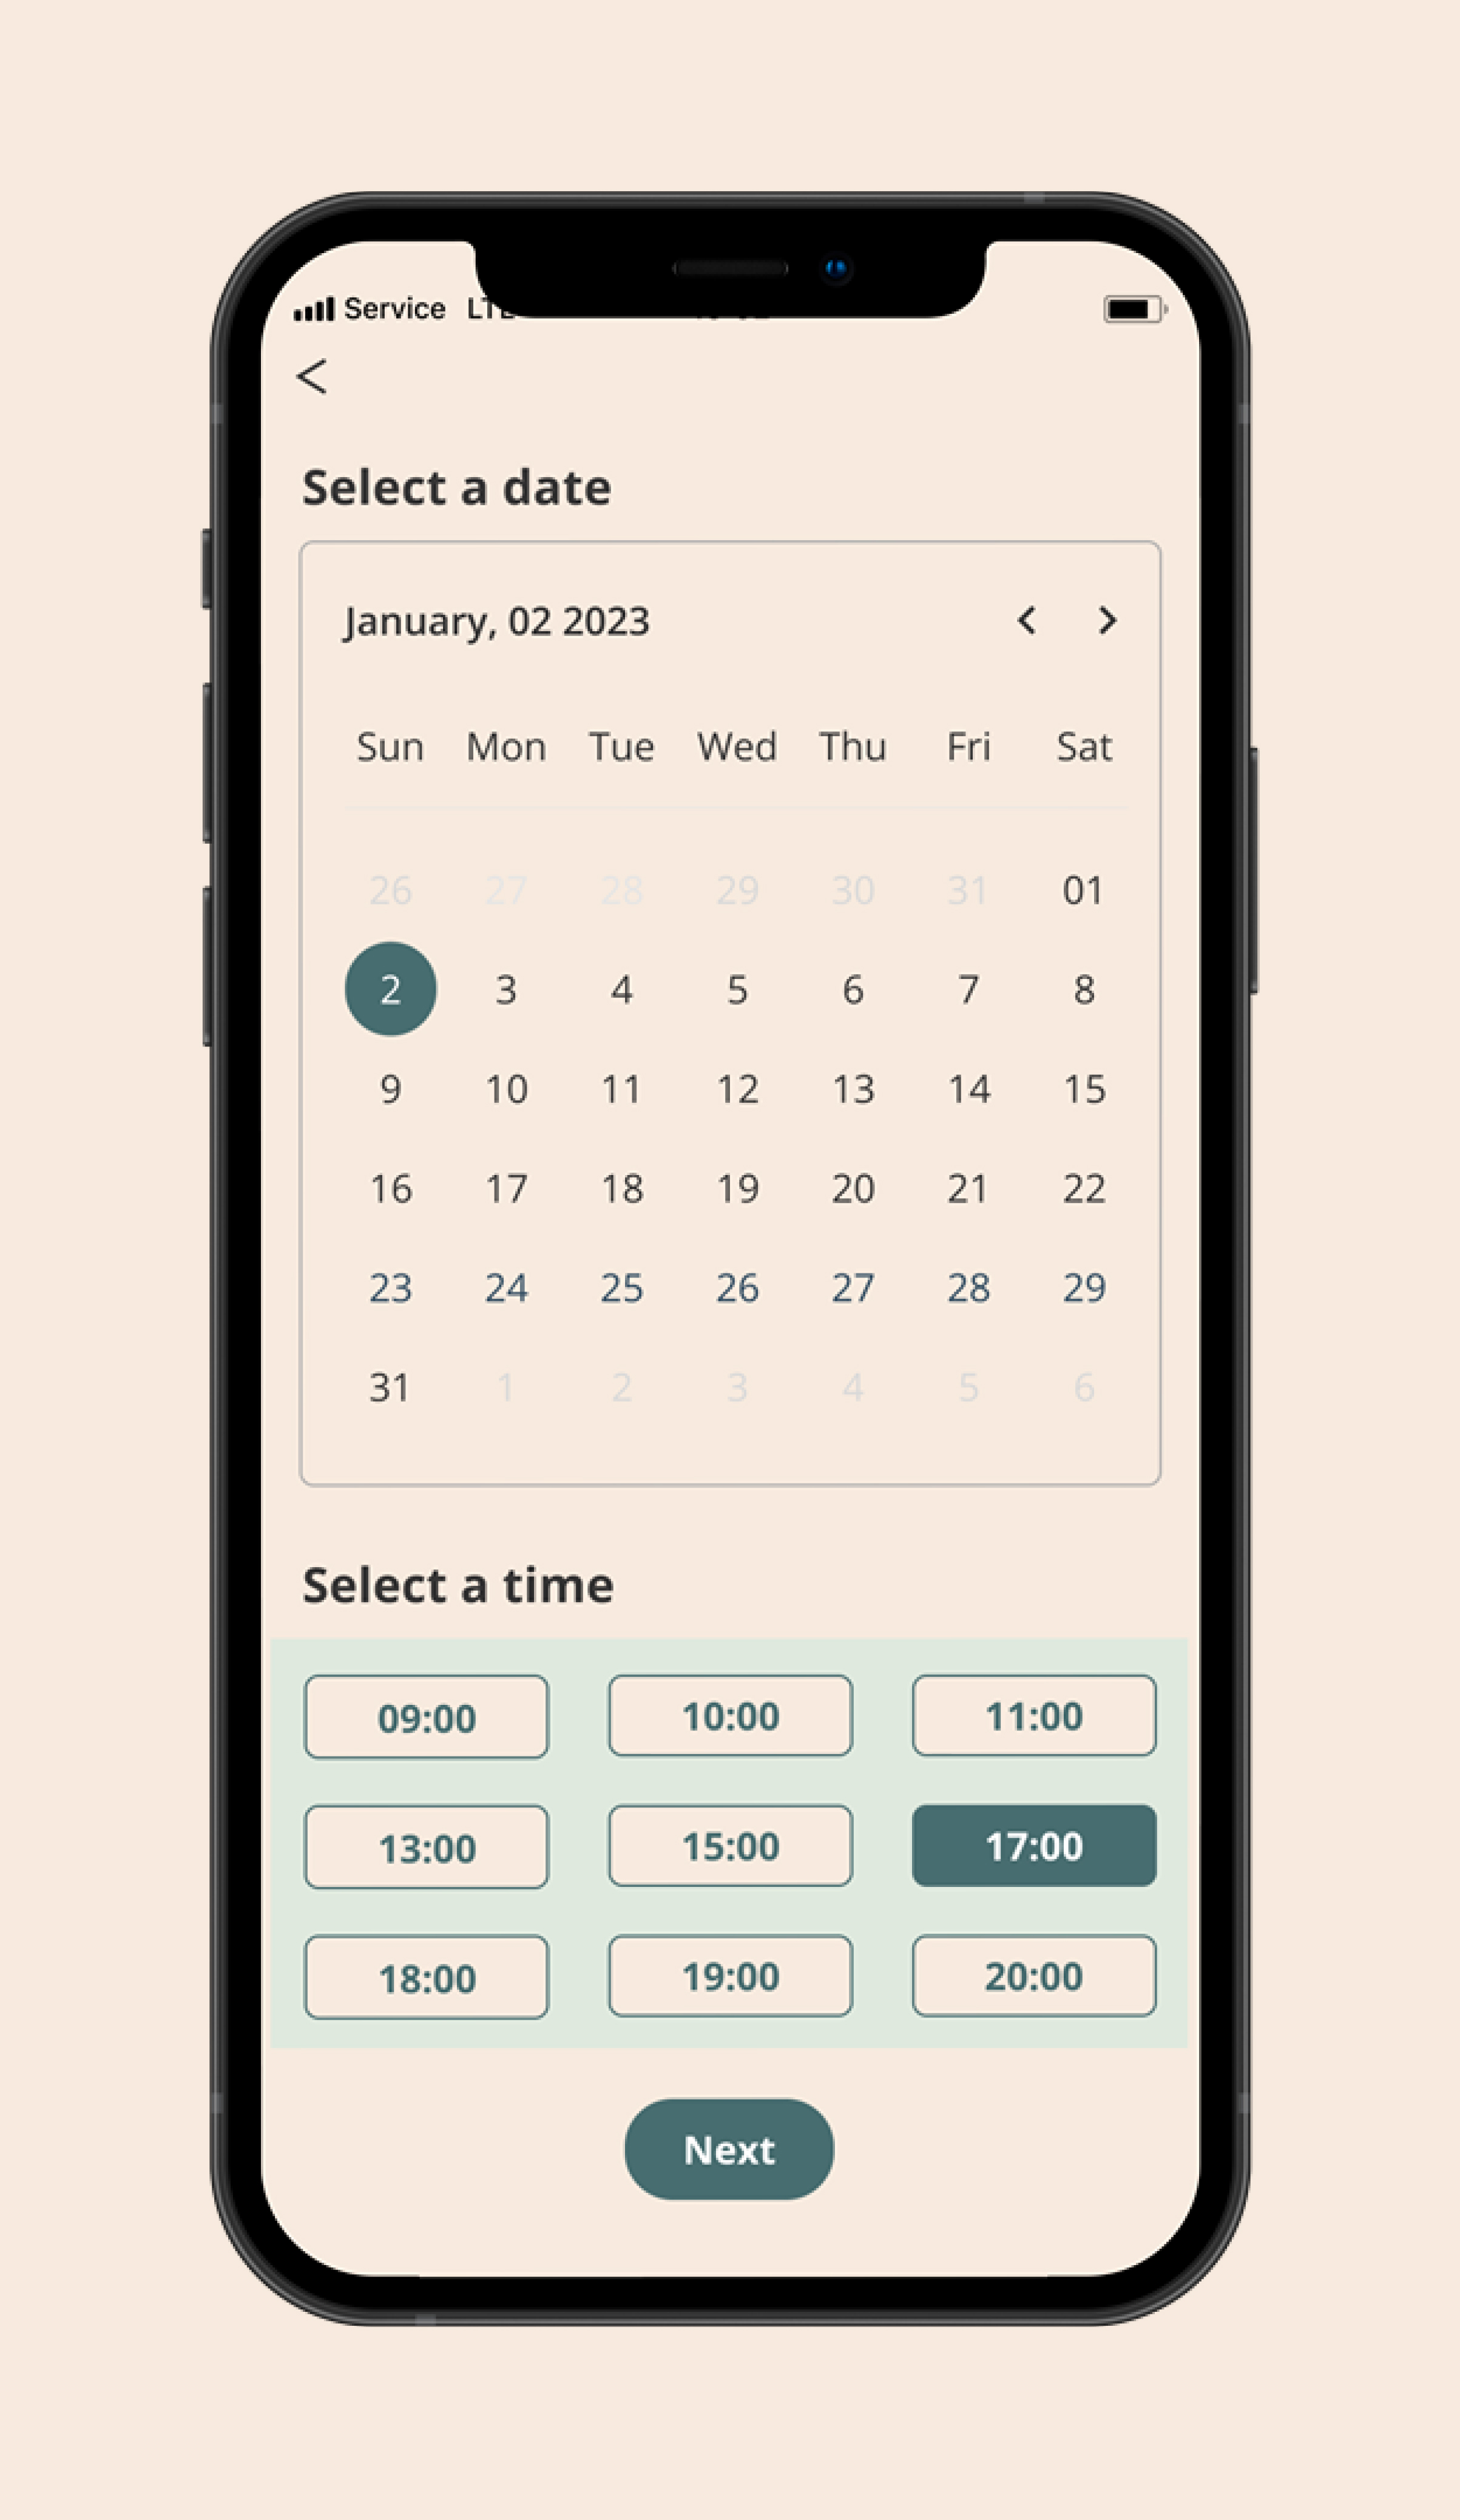 Service
Select a date
January, 02 2023 < >
Sun Mon Tue Wed Thu Fri Sat
26 27 28 29 30 31 01
2 3 4 5 6 7 8
9 10 11 12 13 14 15
16 17 18 19 20 21 22
23 24 25 26 27 28 29
31 1 2 3 4 5 6
Select a time
09:00 10:00 11:00
13:00 15:00 17:00
18:00 19:00 20:00
Next